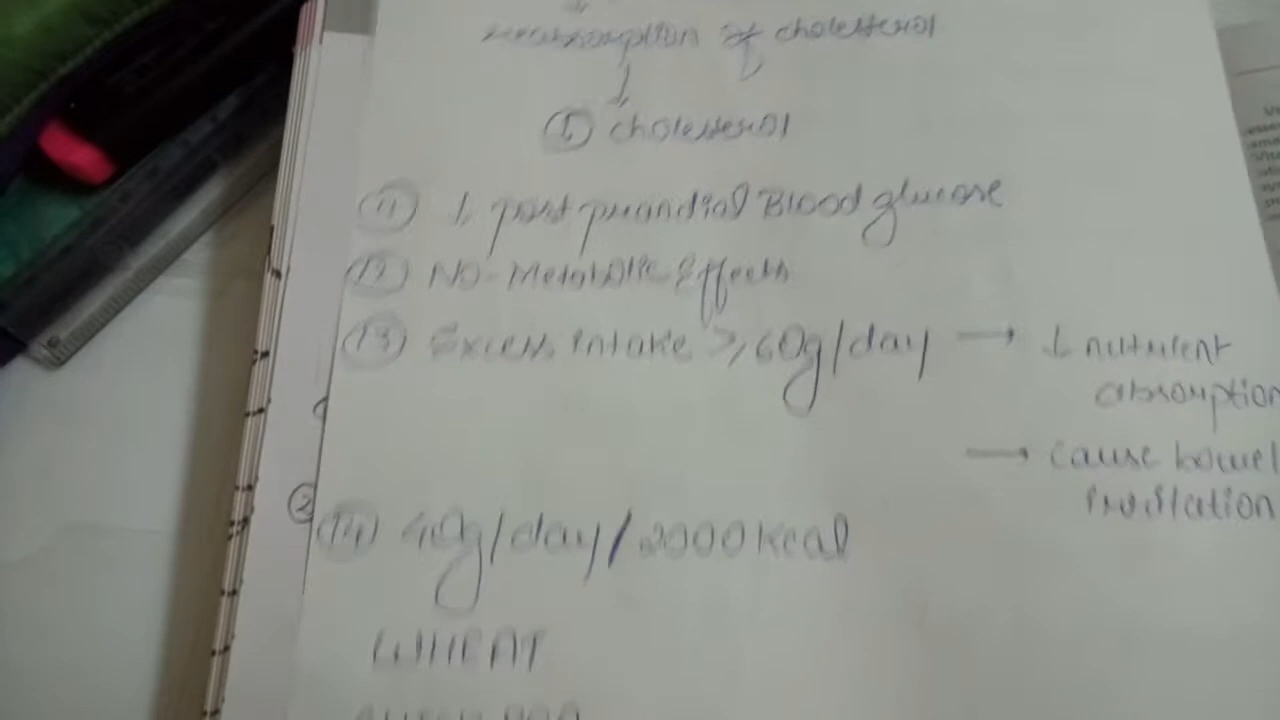 reabsorption of cholesterol
↓
(↓) cholesterol
(11) ↓ post prandial Blood glucose
(12) No-Metabolic Effects
(13) Excess intake >,60g/day → ↓ nutrient
absorption
→ cause bowel
irritation
(2)
(14) 40g/day/2000 kcal
WHEAT